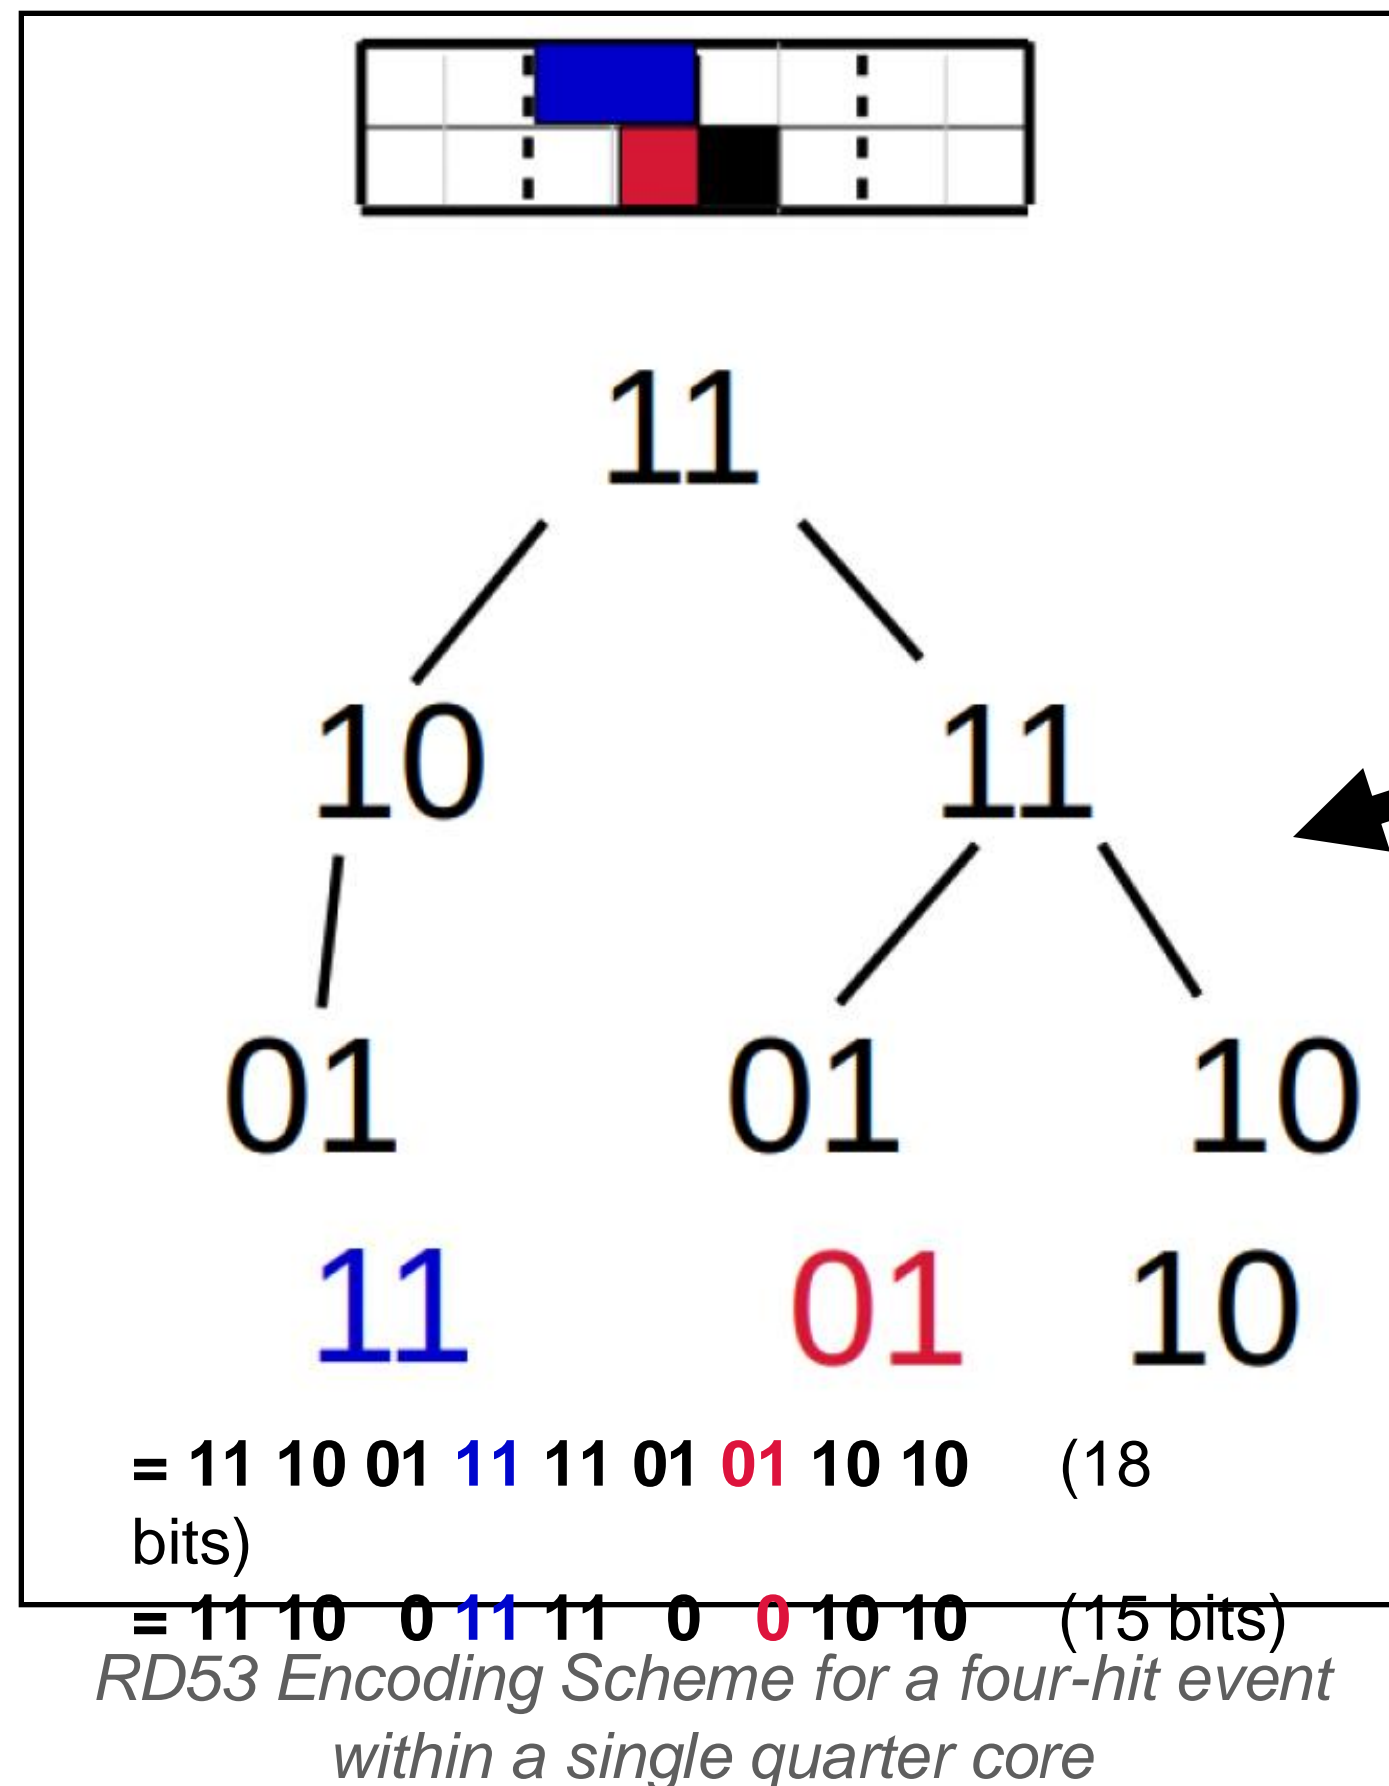 11
10 11
01 01 10
11 01 10
= 11 10 01 11 11 01 01 10 10 (18
bits)
= 11 10 0 11 11 0 0 10 10 (15 bits)
RD53 Encoding Scheme for a four-hit event
within a single quarter core